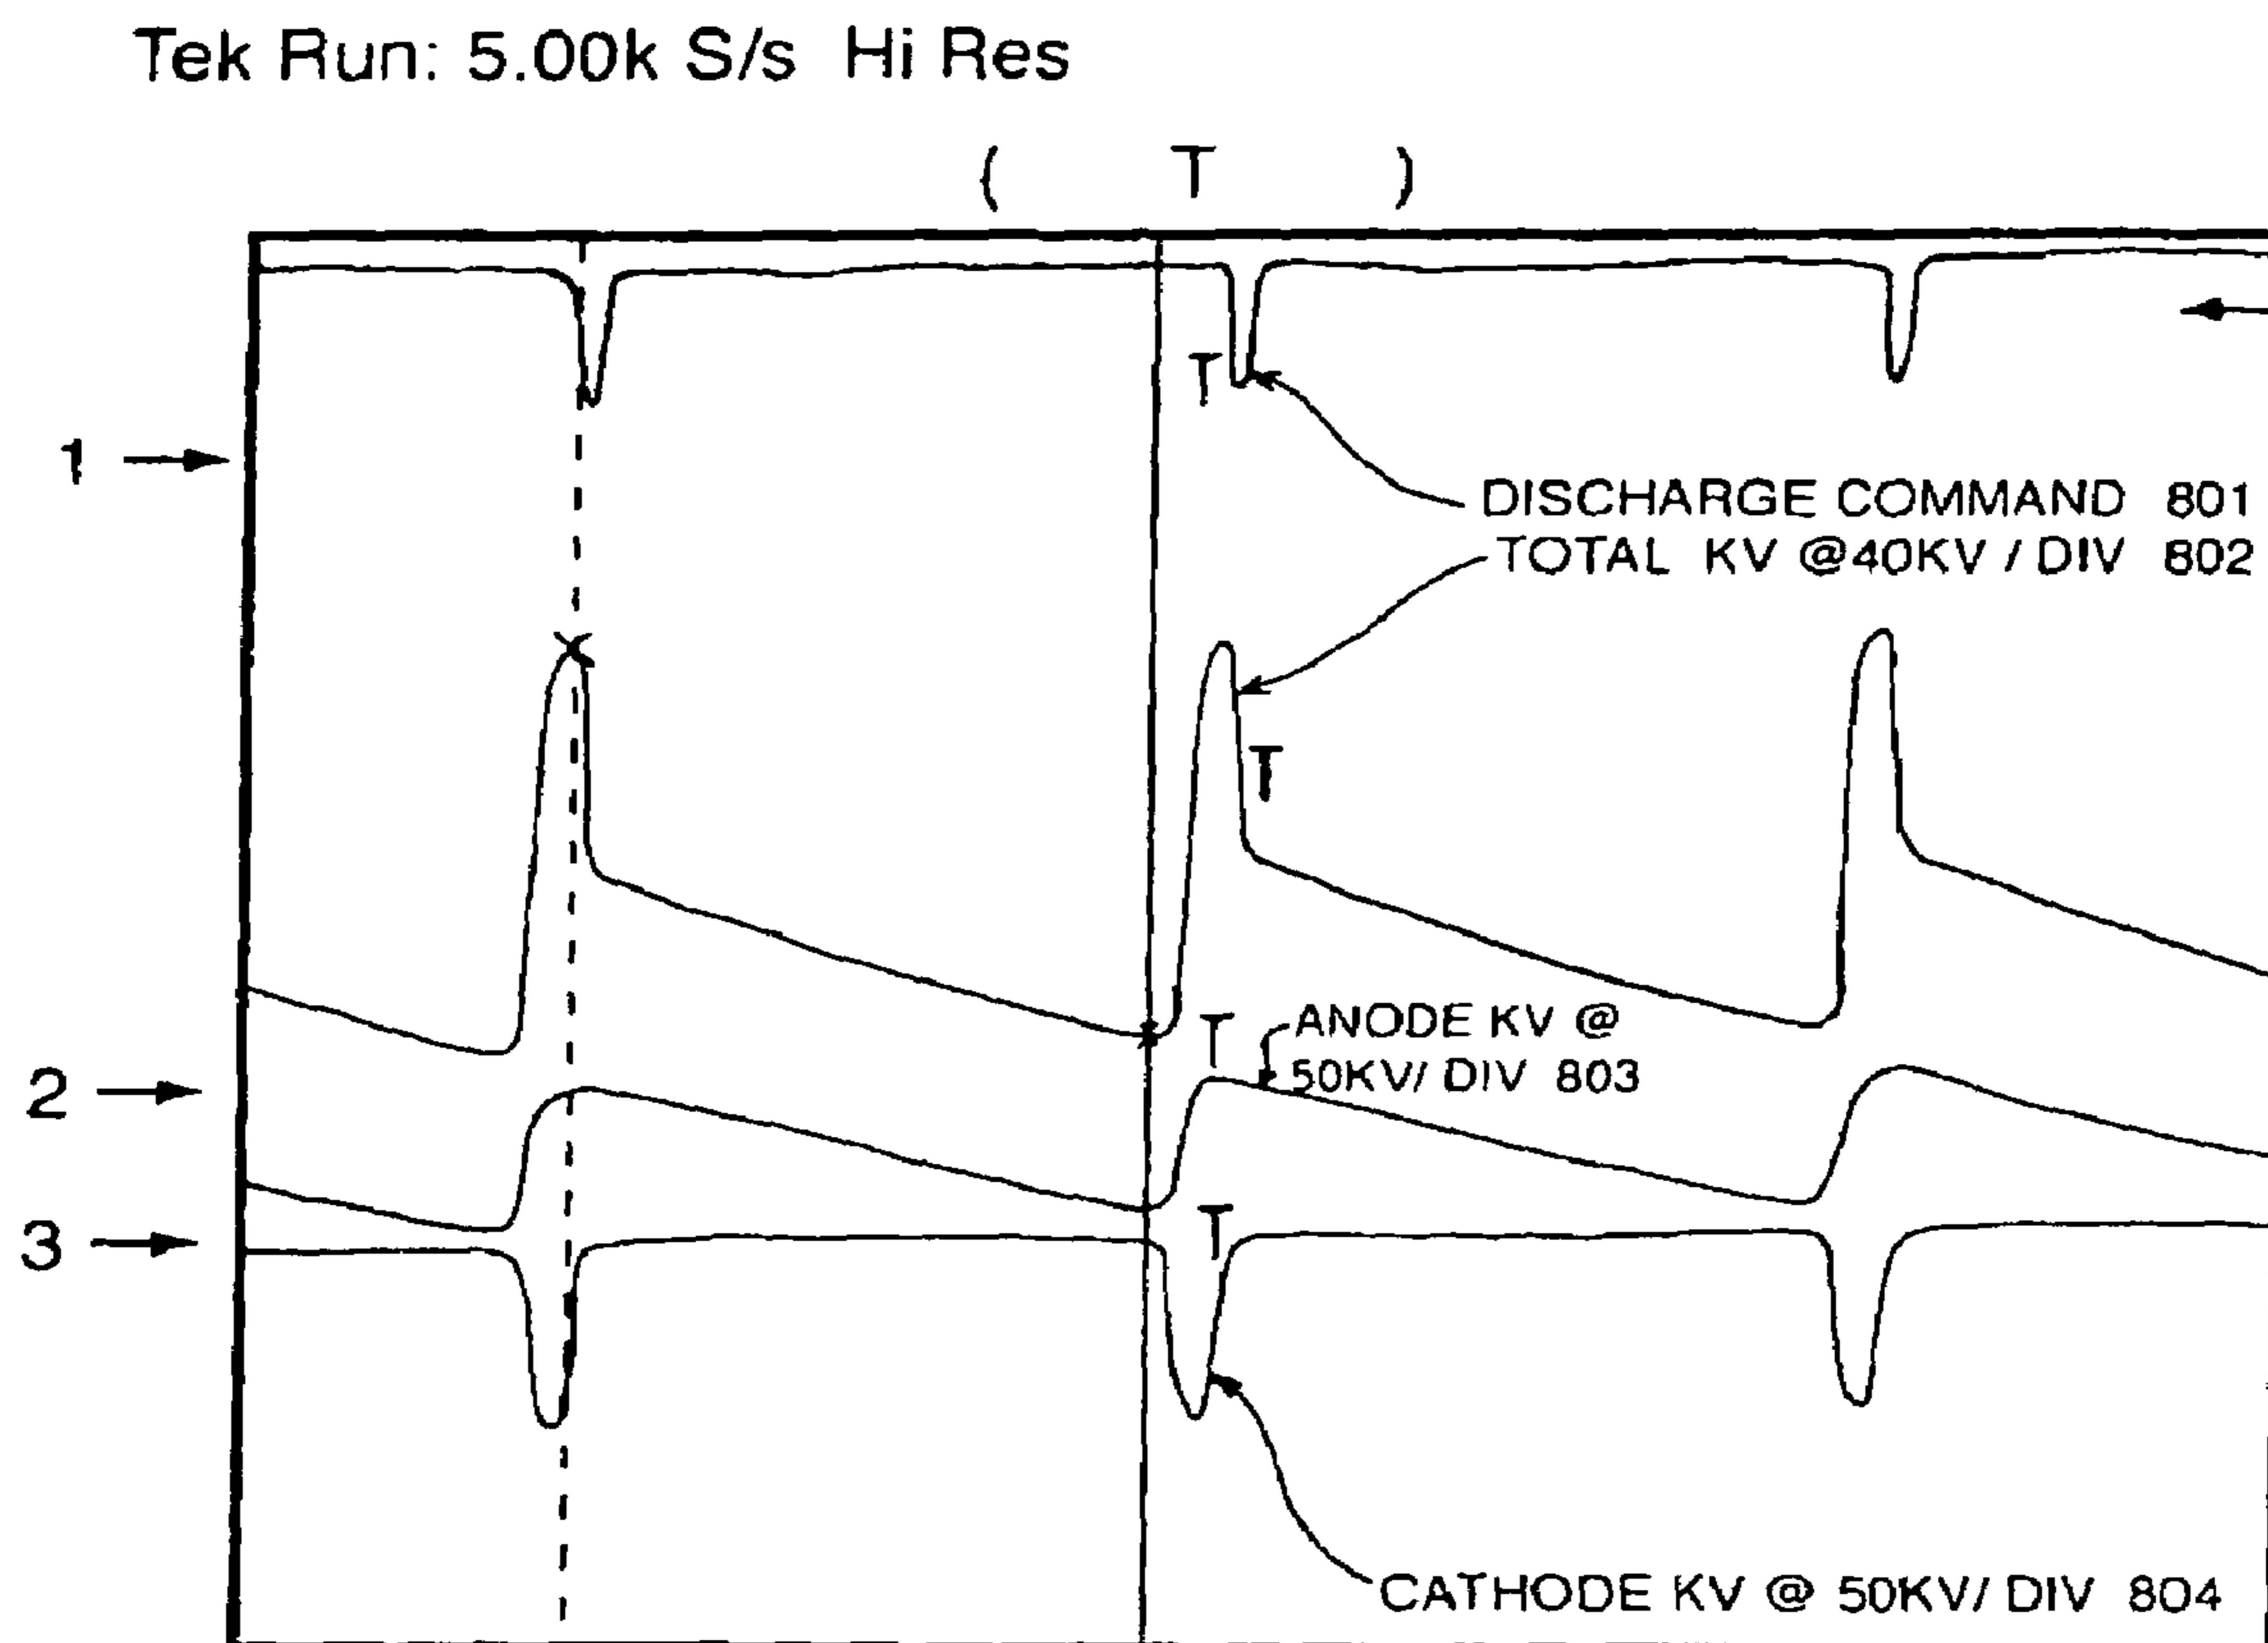 Tek Run: 5.00k S/s Hi Res
( T )
T
1
DISCHARGE COMMAND 801
TOTAL KV @40KV / DIV 802
T
T
ANODE KV @
50KV/ DIV 803
2
T
3
CATHODE KV @ 50KV/ DIV 804